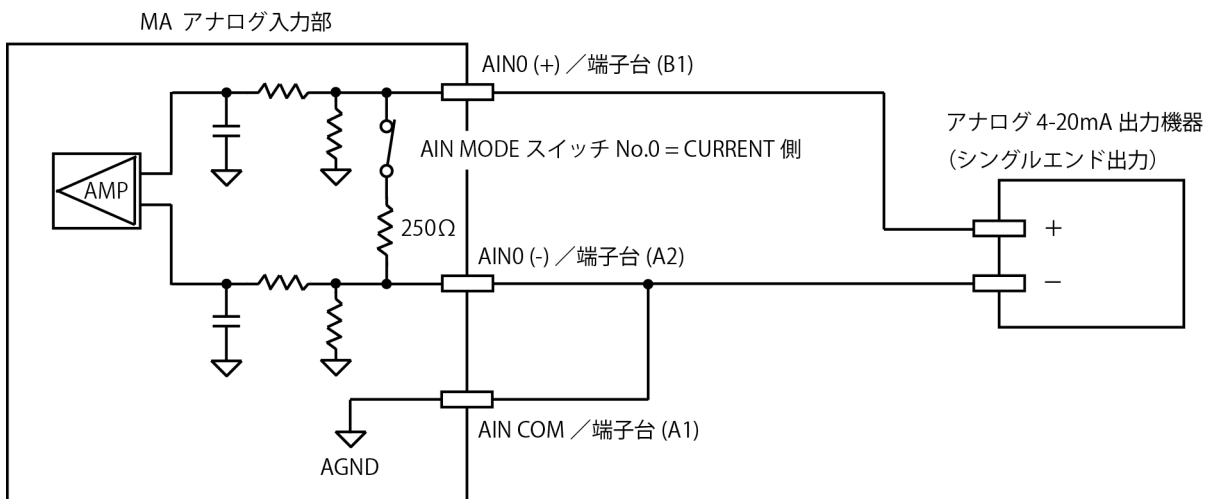 MA アナログ入力部
AIN0 (+) ／端子台 (B1)
アナログ 4-20mA 出力機器
（シングルエンド出力）
AIN MODE スイッチ No.0 = CURRENT 側
AMP
+
250Ω
AIN0 (-) ／端子台 (A2)
−
AIN COM ／端子台 (A1)
AGND